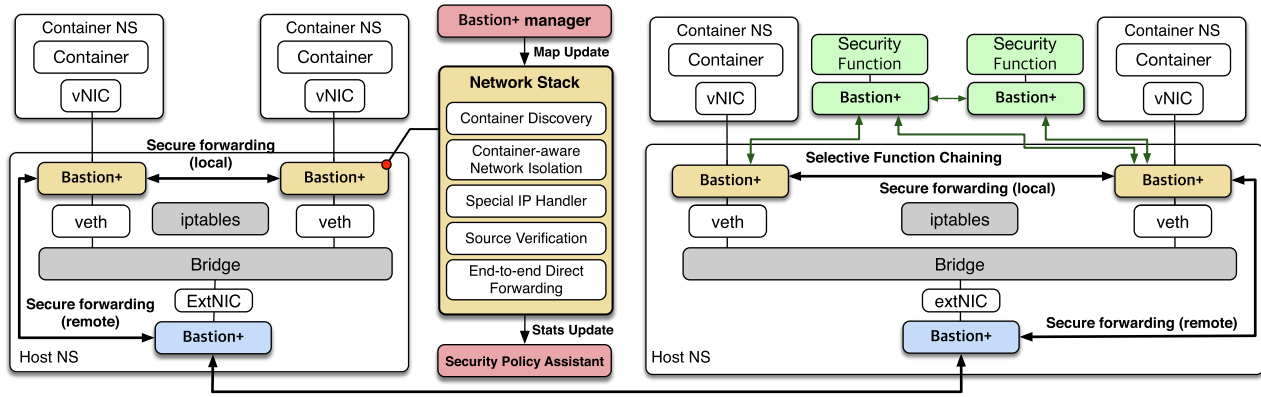 Container NS
Container
vNIC
Container NS
Container
vNIC
Secure forwarding
(local)
Bastion+
Bastion+
veth
iptables
veth
Bridge
ExtNIC
Secure forwarding
(remote)
Bastion+
Host NS
Bastion+ manager
Map Update
Network Stack
Container Discovery
Container-aware
Network Isolation
Special IP Handler
Source Verification
End-to-end Direct
Forwarding
Stats Update
Security Policy Assistant
Container NS
Container
vNIC
Security
Function
Bastion+
Security
Function
Bastion+
Container NS
Container
vNIC
Selective Function Chaining
Bastion+
Secure forwarding (local)
Bastion+
veth
iptables
veth
Bridge
extNIC
Bastion+
Secure forwarding (remote)
Host NS